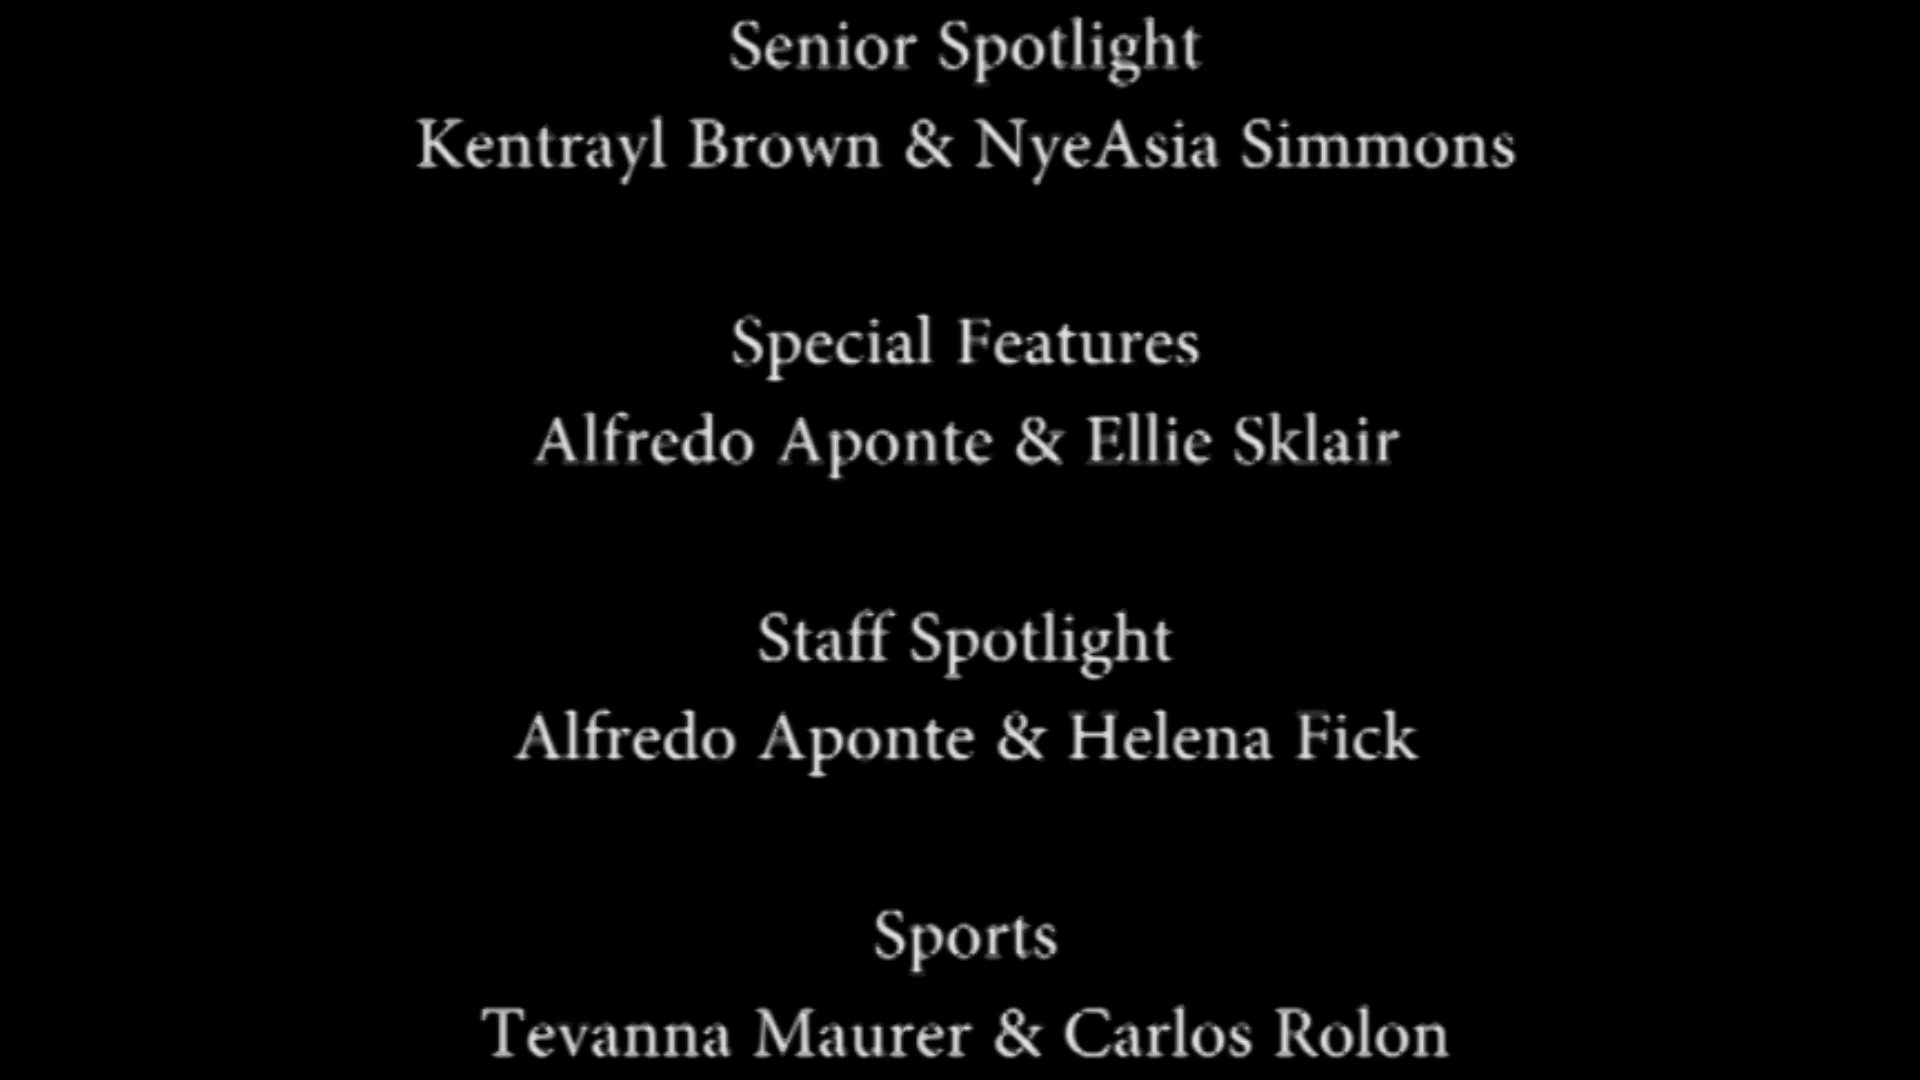 Senior Spotlight
Kentrayl Brown & NyeAsia Simmons
Special Features
Alfredo Aponte & Ellie Sklair
Staff Spotlight
Alfredo Aponte & Helena Fick
Sports
Tevanna Maurer & Carlos Rolon